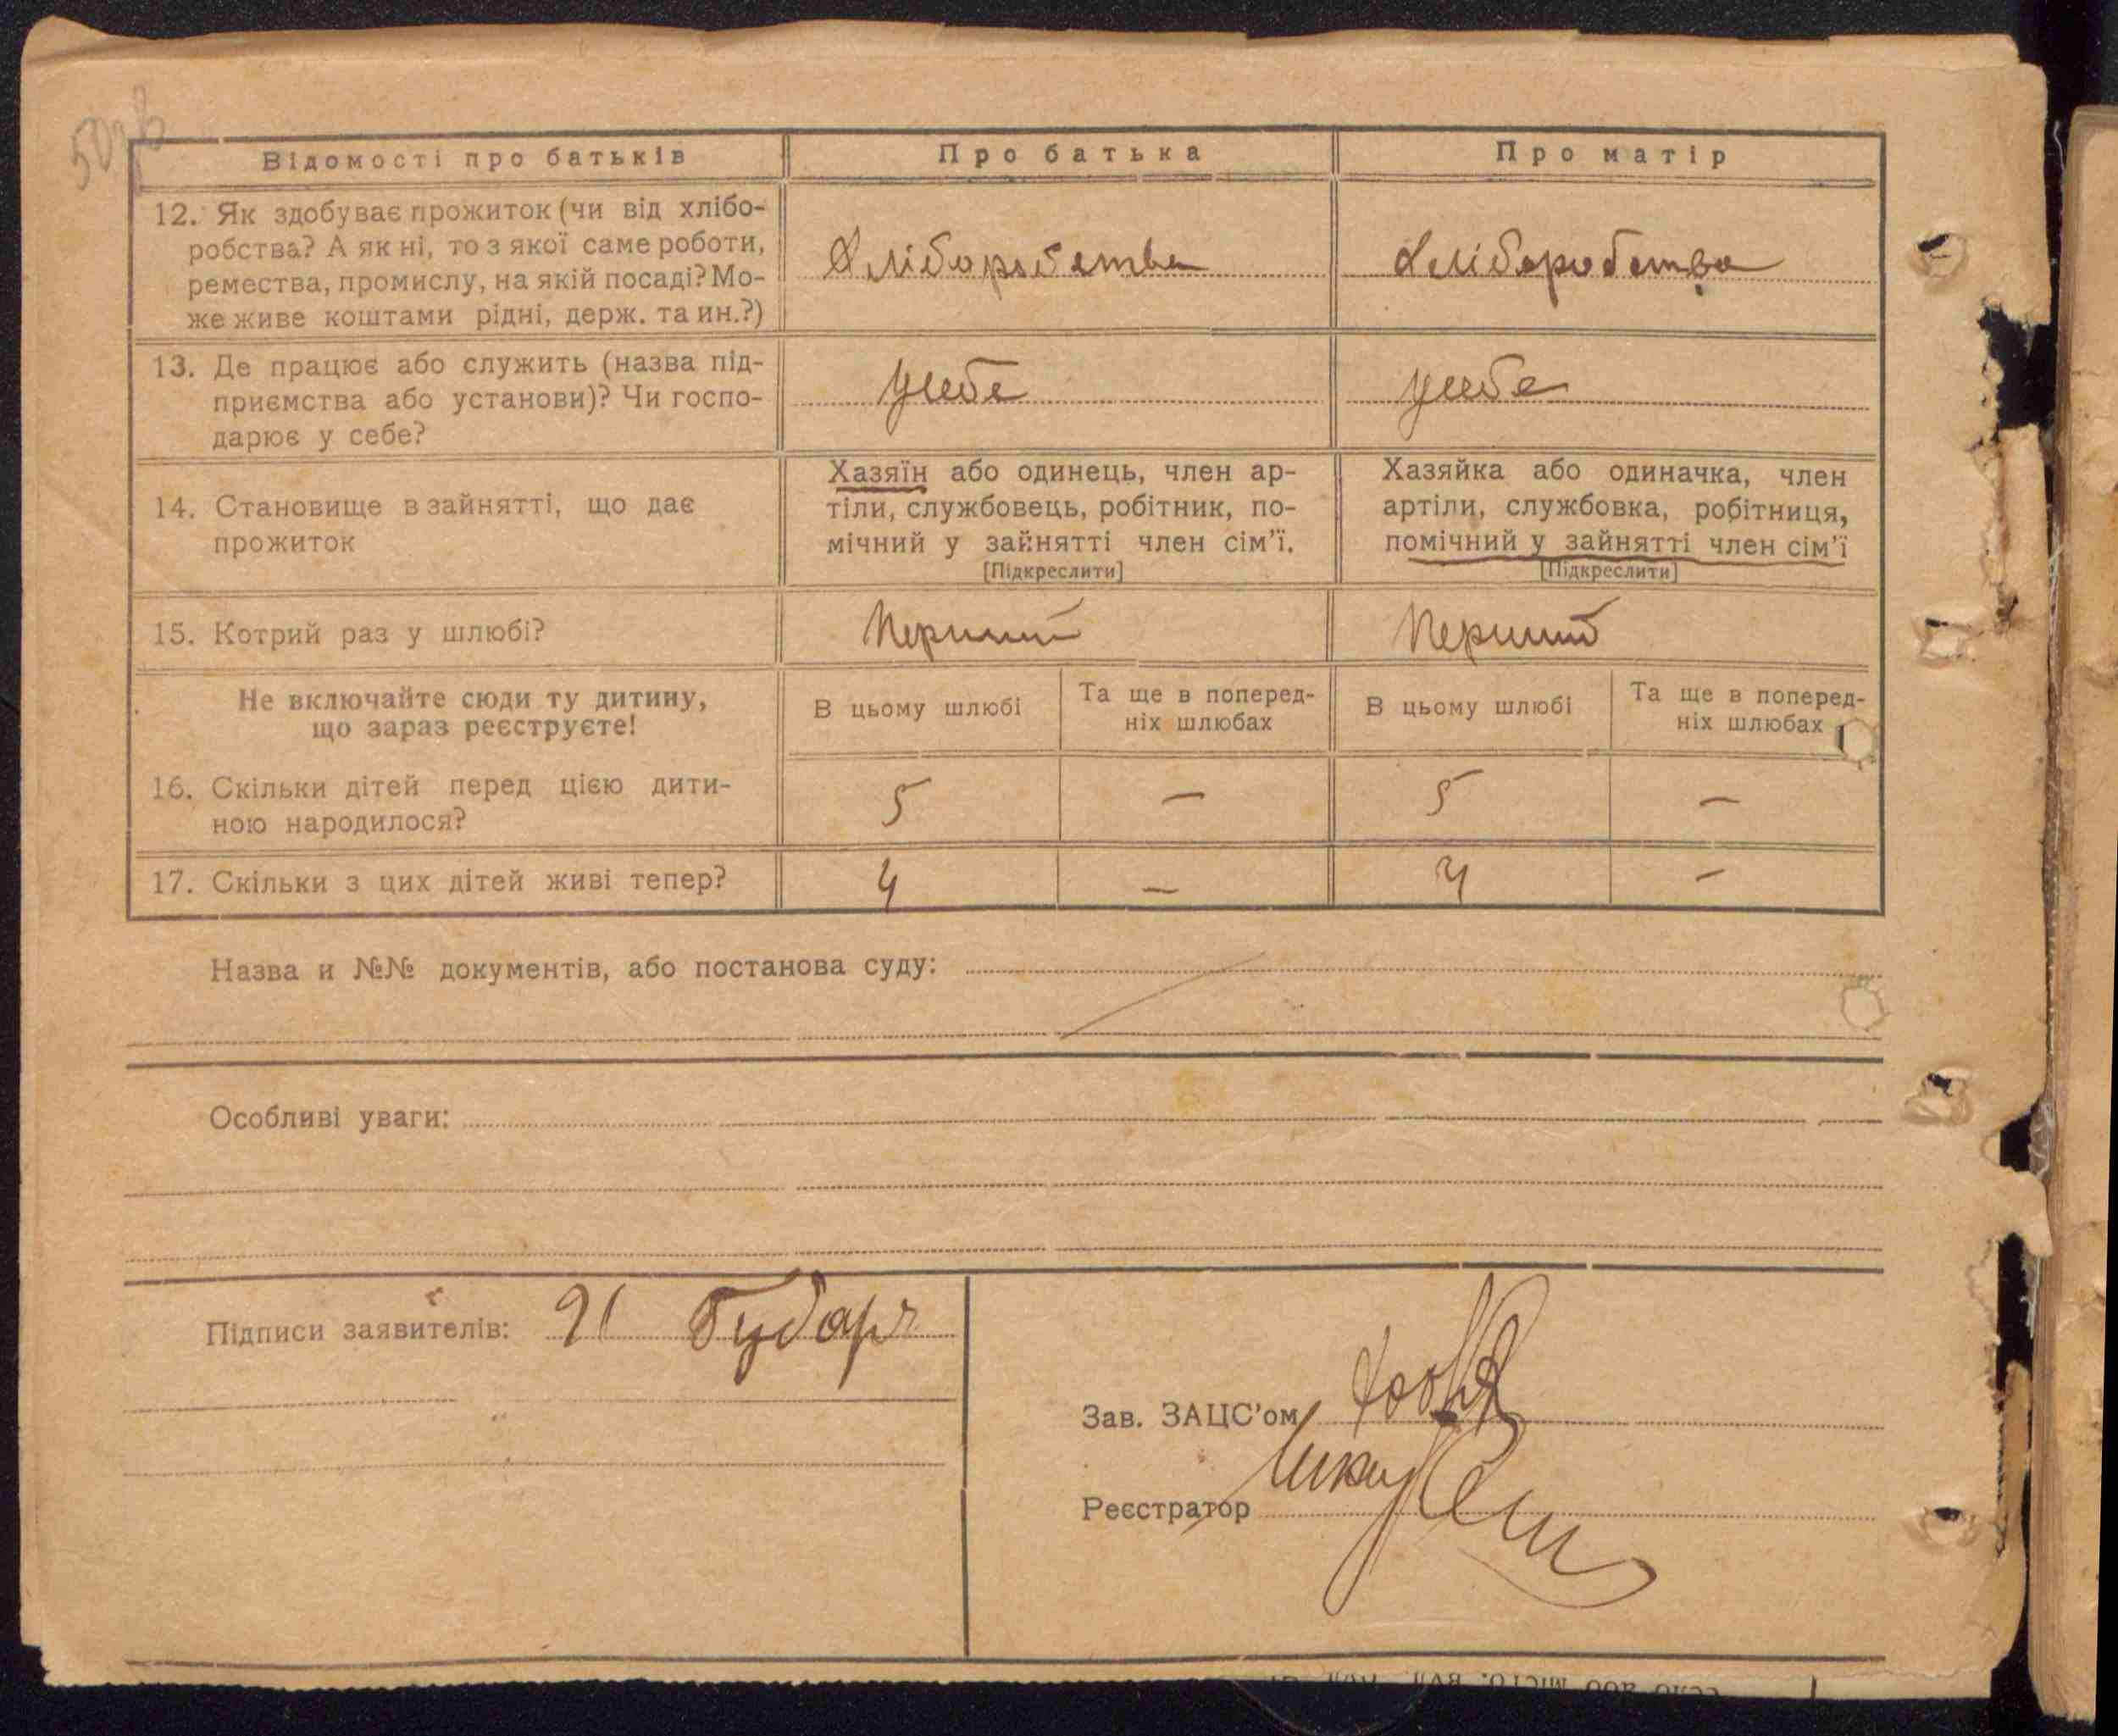 Відомості про батьків
Про батька
Про матір
12. Як здобуває прожиток (чи від хлібо-
робства? А як ні, то з якої саме роботи,
ремества, промислу, на якій посаді? Мо-
же живе коштами рідні, держ. та ин.?)
Хліборобства
Хліборобства
13. Де працює або служить (назва під-
приємства або установи)? Чи госпо-
дарює у себе?
усебе
усебе
14. Становище в зайнятті, що дає
прожиток
Хазяїн або одинець, член ар-
тіли, службовець, робітник, по-
мічний у зайнятті член сім'ї.
[Підкреслити]
Хазяйка або одиначка, член
артіли, службовка, робітниця,
помічний у зайнятті член сім'ї
[Підкреслити]
15. Котрий раз у шлюбі?
Перший
Перший
Не включайте сюди ту дитину,
що зараз реєструєте!
В цьому шлюбі
Та ще в поперед-
ніх шлюбах
В цьому шлюбі
Та ще в поперед-
ніх шлюбах
16. Скільки дітей перед цією дити-
ною народилося?
5 — 5 —
17. Скільки з цих дітей живі тепер?
4 — 4 —
Назва и №№ документів, або постанова суду:
Особливі уваги:
Підписи заявителів:
Зав. ЗАЦС'ом
Реєстратор